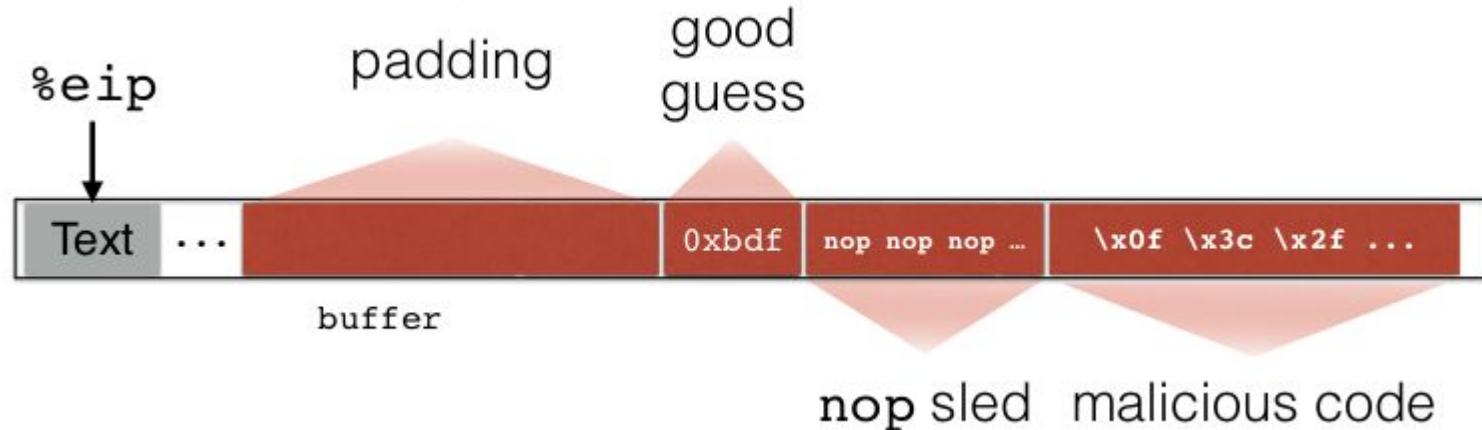 %eip
padding
good
guess
Text ... 0xbdf nop nop nop … \x0f \x3c \x2f ...
buffer
nop sled malicious code